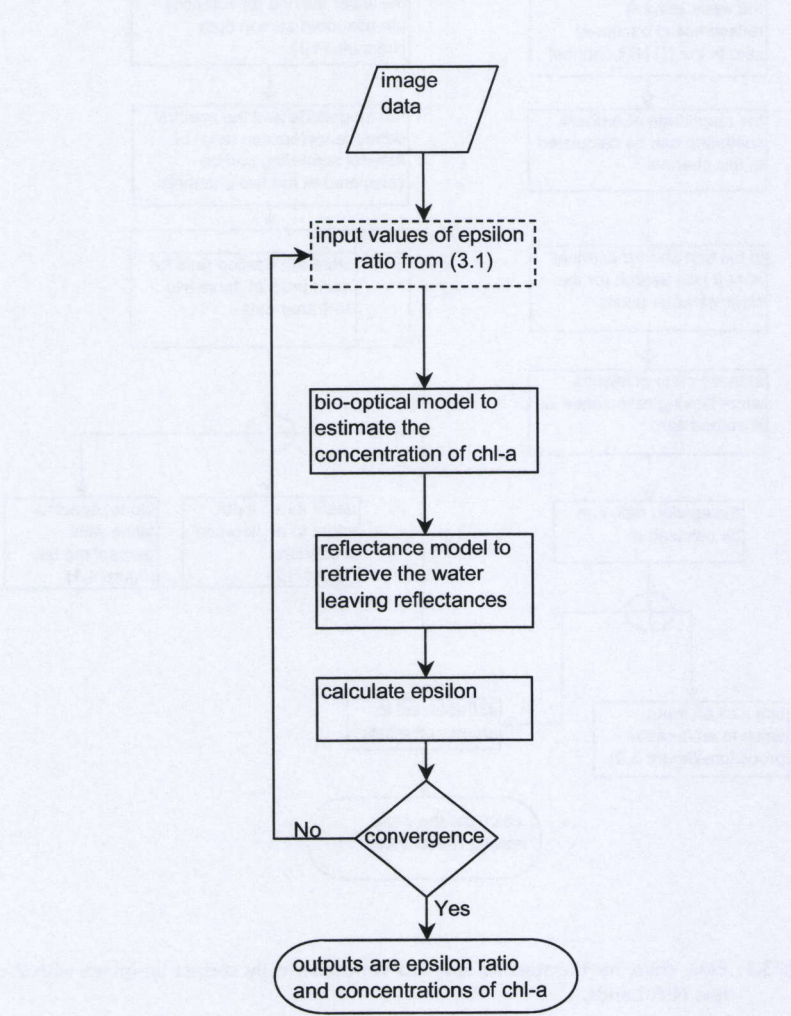 image
data
input values of epsilon
ratio from (3.1)
bio-optical model to
estimate the
concentration of chl-a
reflectance model to
retrieve the water
leaving reflectances
calculate epsilon
convergence
No
Yes
outputs are epsilon ratio
and concentrations of chl-a